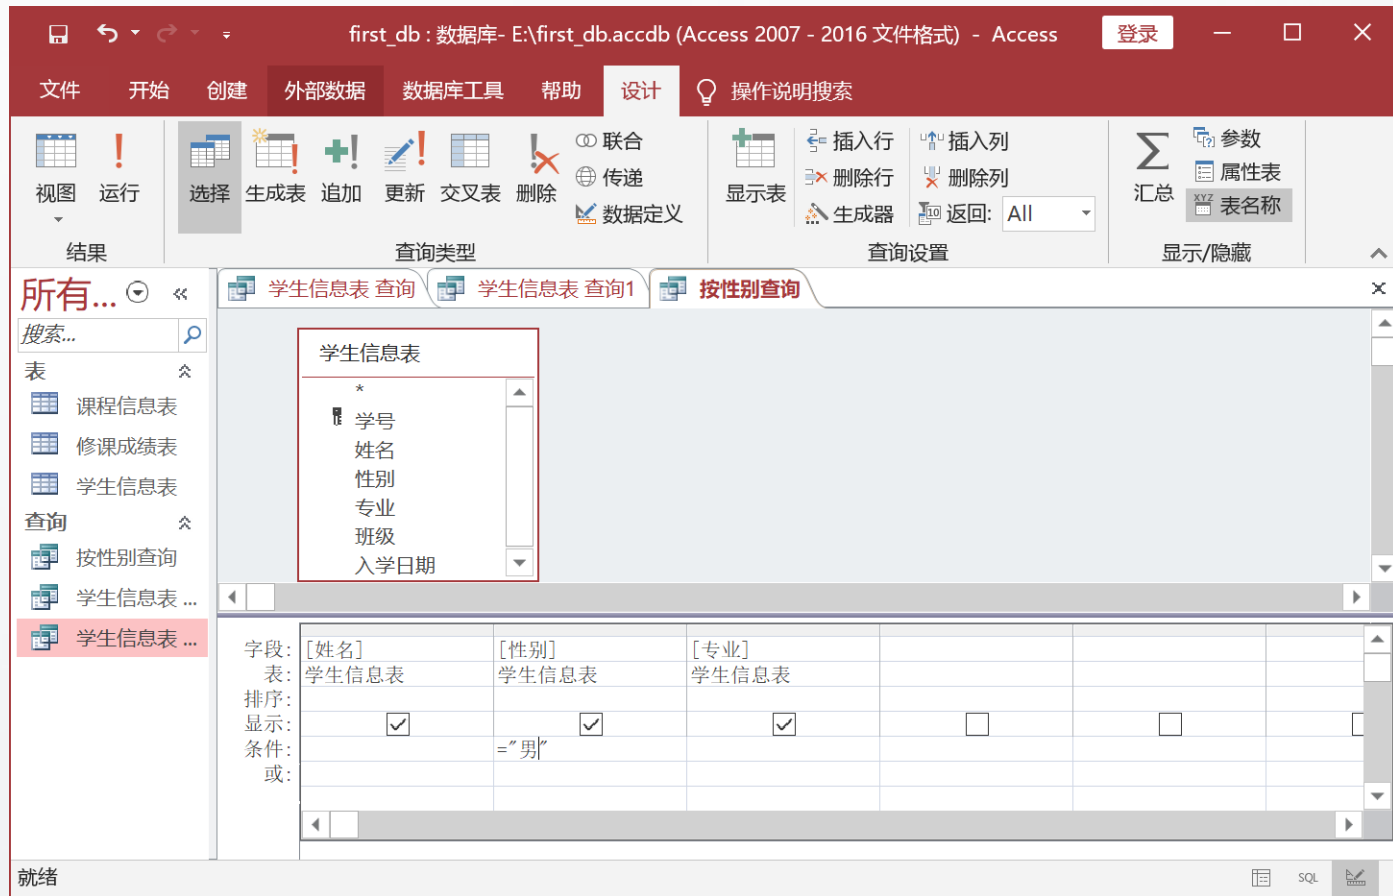 first_db : 数据库- E:\first_db.accdb (Access 2007 - 2016 文件格式) - Access 登录
文件 开始 创建 外部数据 数据库工具 帮助 设计 操作说明搜索
视图 运行 选择 生成表 追加 更新 交叉表 删除
联合
传递
数据定义
显示表
插入行 插入列
删除行 删除列
生成器 返回: All
汇总
参数
属性表
表名称
结果 查询类型 查询设置 显示/隐藏
所有... «
搜索...
表
课程信息表
修课成绩表
学生信息表
查询
按性别查询
学生信息表 ...
学生信息表 ...
学生信息表 查询 学生信息表 查询1 按性别查询
学生信息表
*
学号
姓名
性别
专业
班级
入学日期
字段: [姓名] [性别] [专业]
表: 学生信息表 学生信息表 学生信息表
排序:
显示:
条件: ="男"
或:
就绪 SQL